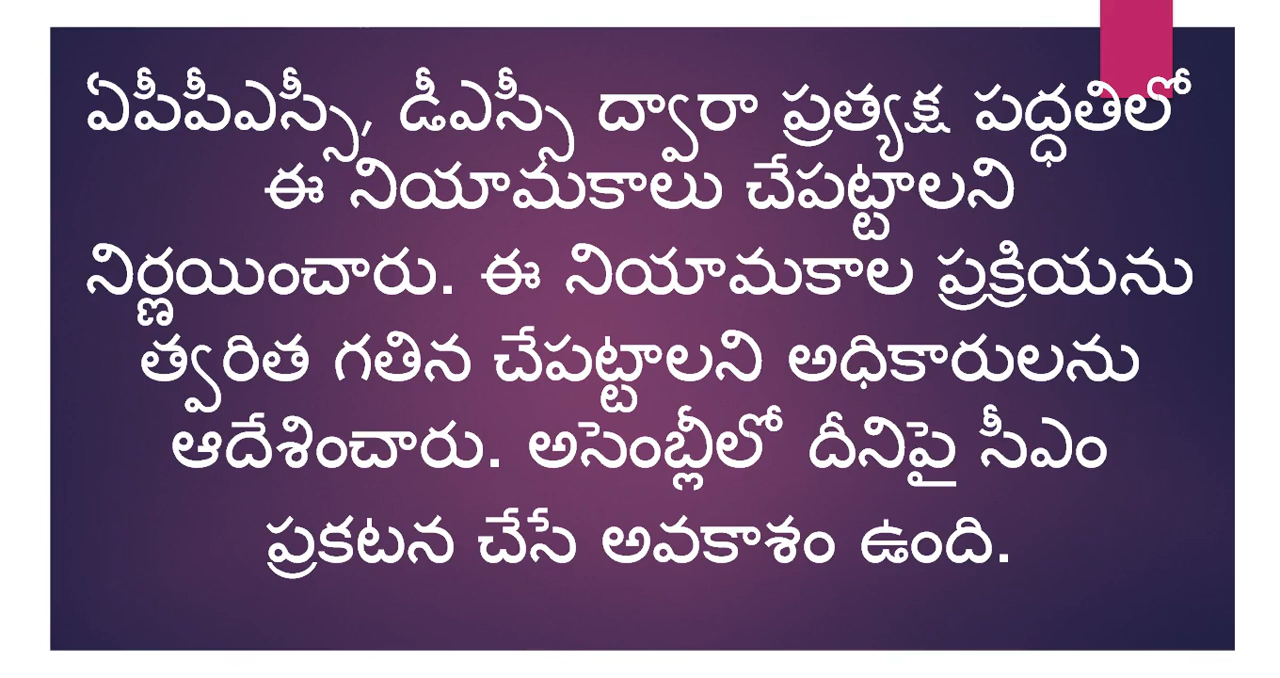 ఏపీపీఎస్సీ, డీఎస్సీ ద్వారా ప్రత్యక్ష పద్ధతిలో
ఈ నియామకాలు చేపట్టాలని
నిర్ణయించారు. ఈ నియామకాల ప్రక్రియను
త్వరిత గతిన చేపట్టాలని అధికారులను
ఆదేశించారు. అసెంబ్లీలో దీనిపై సీఎం
ప్రకటన చేసే అవకాశం ఉంది.